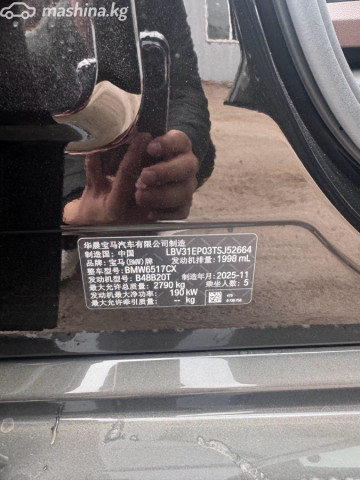 mashina.kg
华晨宝马汽车有限公司制造
制造国：中国 LBV31EP03TSJ52664
品牌：宝马(BMW)牌 发动机排量：1998 mL
整车型号：BMW6517CX
发动机型号：B48B20T 制造年月：2025-11
最大允许总质量：2790 kg 乘坐人数：5
发动机最大净功率：190 kW
最大允许牵引质量：-- kg